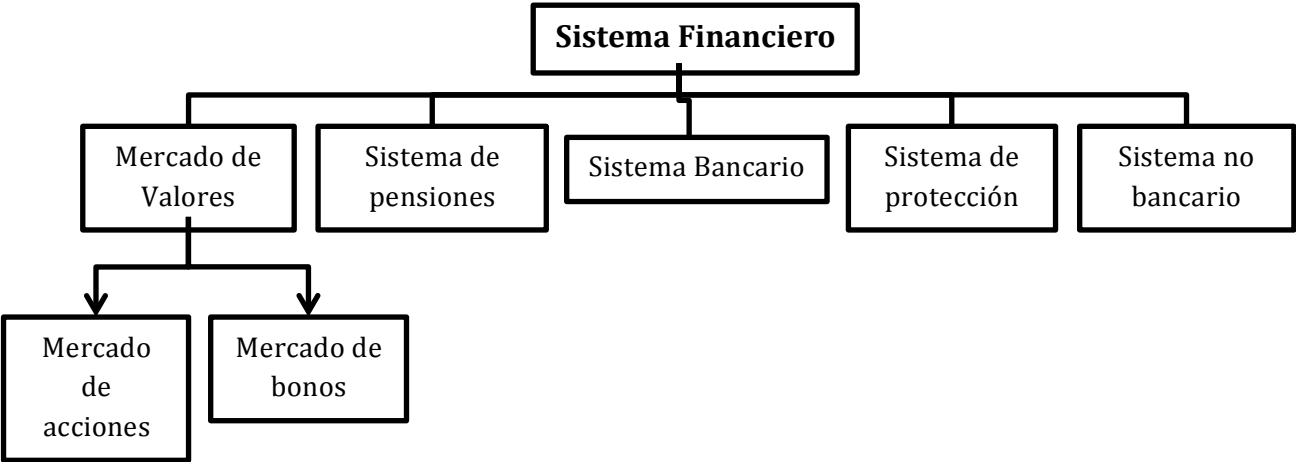 Sistema Financiero
Mercado de
Valores
Sistema de
pensiones
Sistema Bancario
Sistema de
protección
Sistema no
bancario
Mercado
de
acciones
Mercado de
bonos